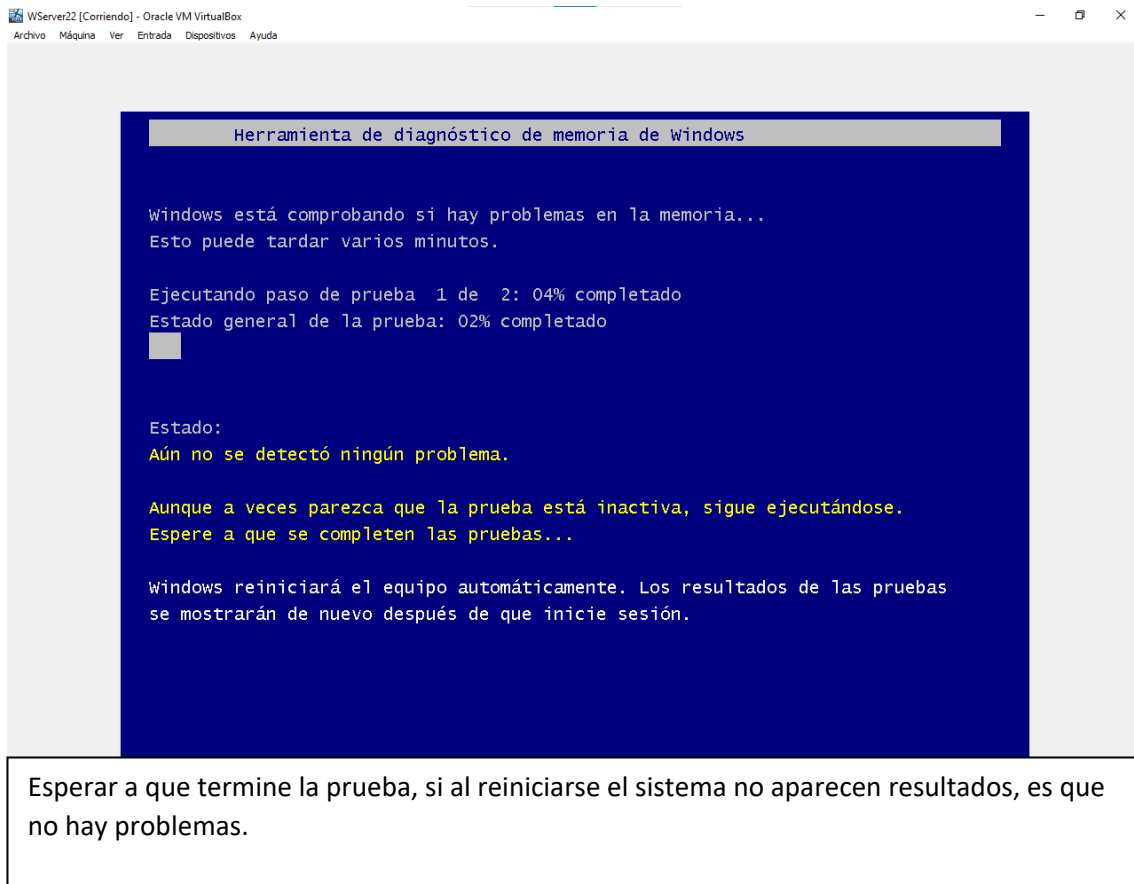 WServer22 [Corriendo] - Oracle VM VirtualBox
Archivo Máquina Ver Entrada Dispositivos Ayuda
Herramienta de diagnóstico de memoria de Windows
Windows está comprobando si hay problemas en la memoria...
Esto puede tardar varios minutos.
Ejecutando paso de prueba 1 de 2: 04% completado
Estado general de la prueba: 02% completado
Estado:
Aún no se detectó ningún problema.
Aunque a veces parezca que la prueba está inactiva, sigue ejecutándose.
Espere a que se completen las pruebas...
Windows reiniciará el equipo automáticamente. Los resultados de las pruebas
se mostrarán de nuevo después de que inicie sesión.
Esperar a que termine la prueba, si al reiniciarse el sistema no aparecen resultados, es que
no hay problemas.